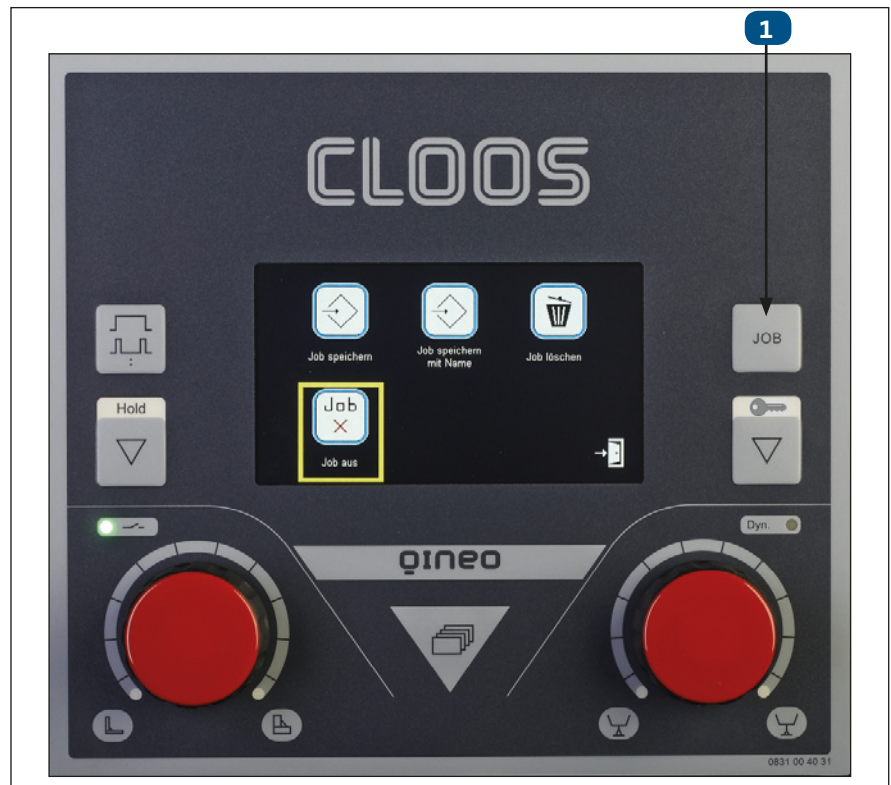 1
CLOOS
Job speichern
Job speichern
mit Name
Job löschen
JOB
Hold
Job
Job aus
Dyn.
QINEO
0831 00 40 31